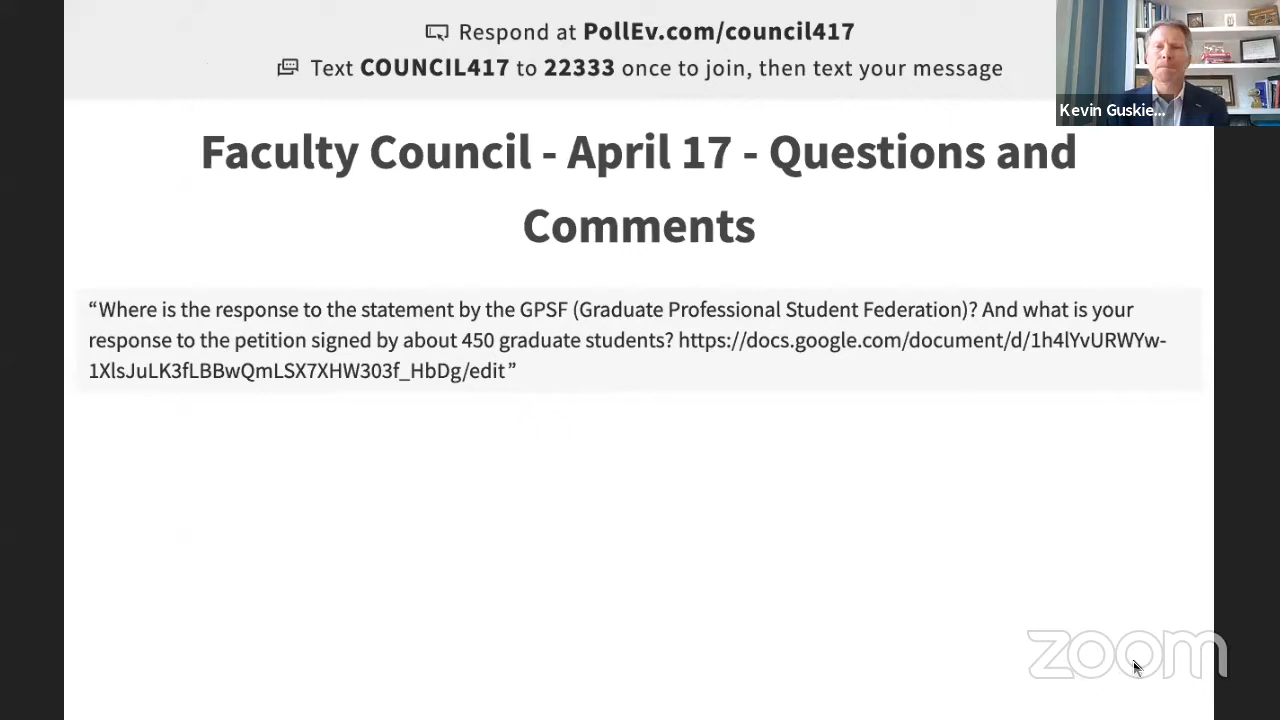 Respond at PollEv.com/council417
Text COUNCIL417 to 22333 once to join, then text your message
Kevin Guskie...
Faculty Council - April 17 - Questions and
Comments
“Where is the response to the statement by the GPSF (Graduate Professional Student Federation)? And what is your
response to the petition signed by about 450 graduate students? https://docs.google.com/document/d/1h4lYvURWYw-
1XlsJuLK3fLBBwQmLSX7XHW303f_HbDg/edit”
zoom